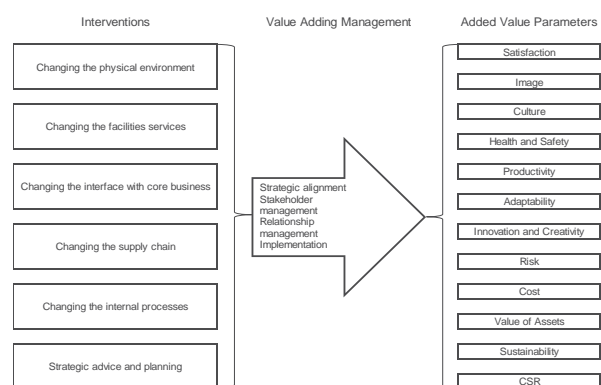 Interventions
Value Adding Management
Added Value Parameters
Changing the physical environment
Changing the facilities services
Changing the interface with core business
Changing the supply chain
Changing the internal processes
Strategic advice and planning
Strategic alignment
Stakeholder
management
Relationship
management
Implementation
Satisfaction
Image
Culture
Health and Safety
Productivity
Adaptability
Innovation and Creativity
Risk
Cost
Value of Assets
Sustainability
CSR